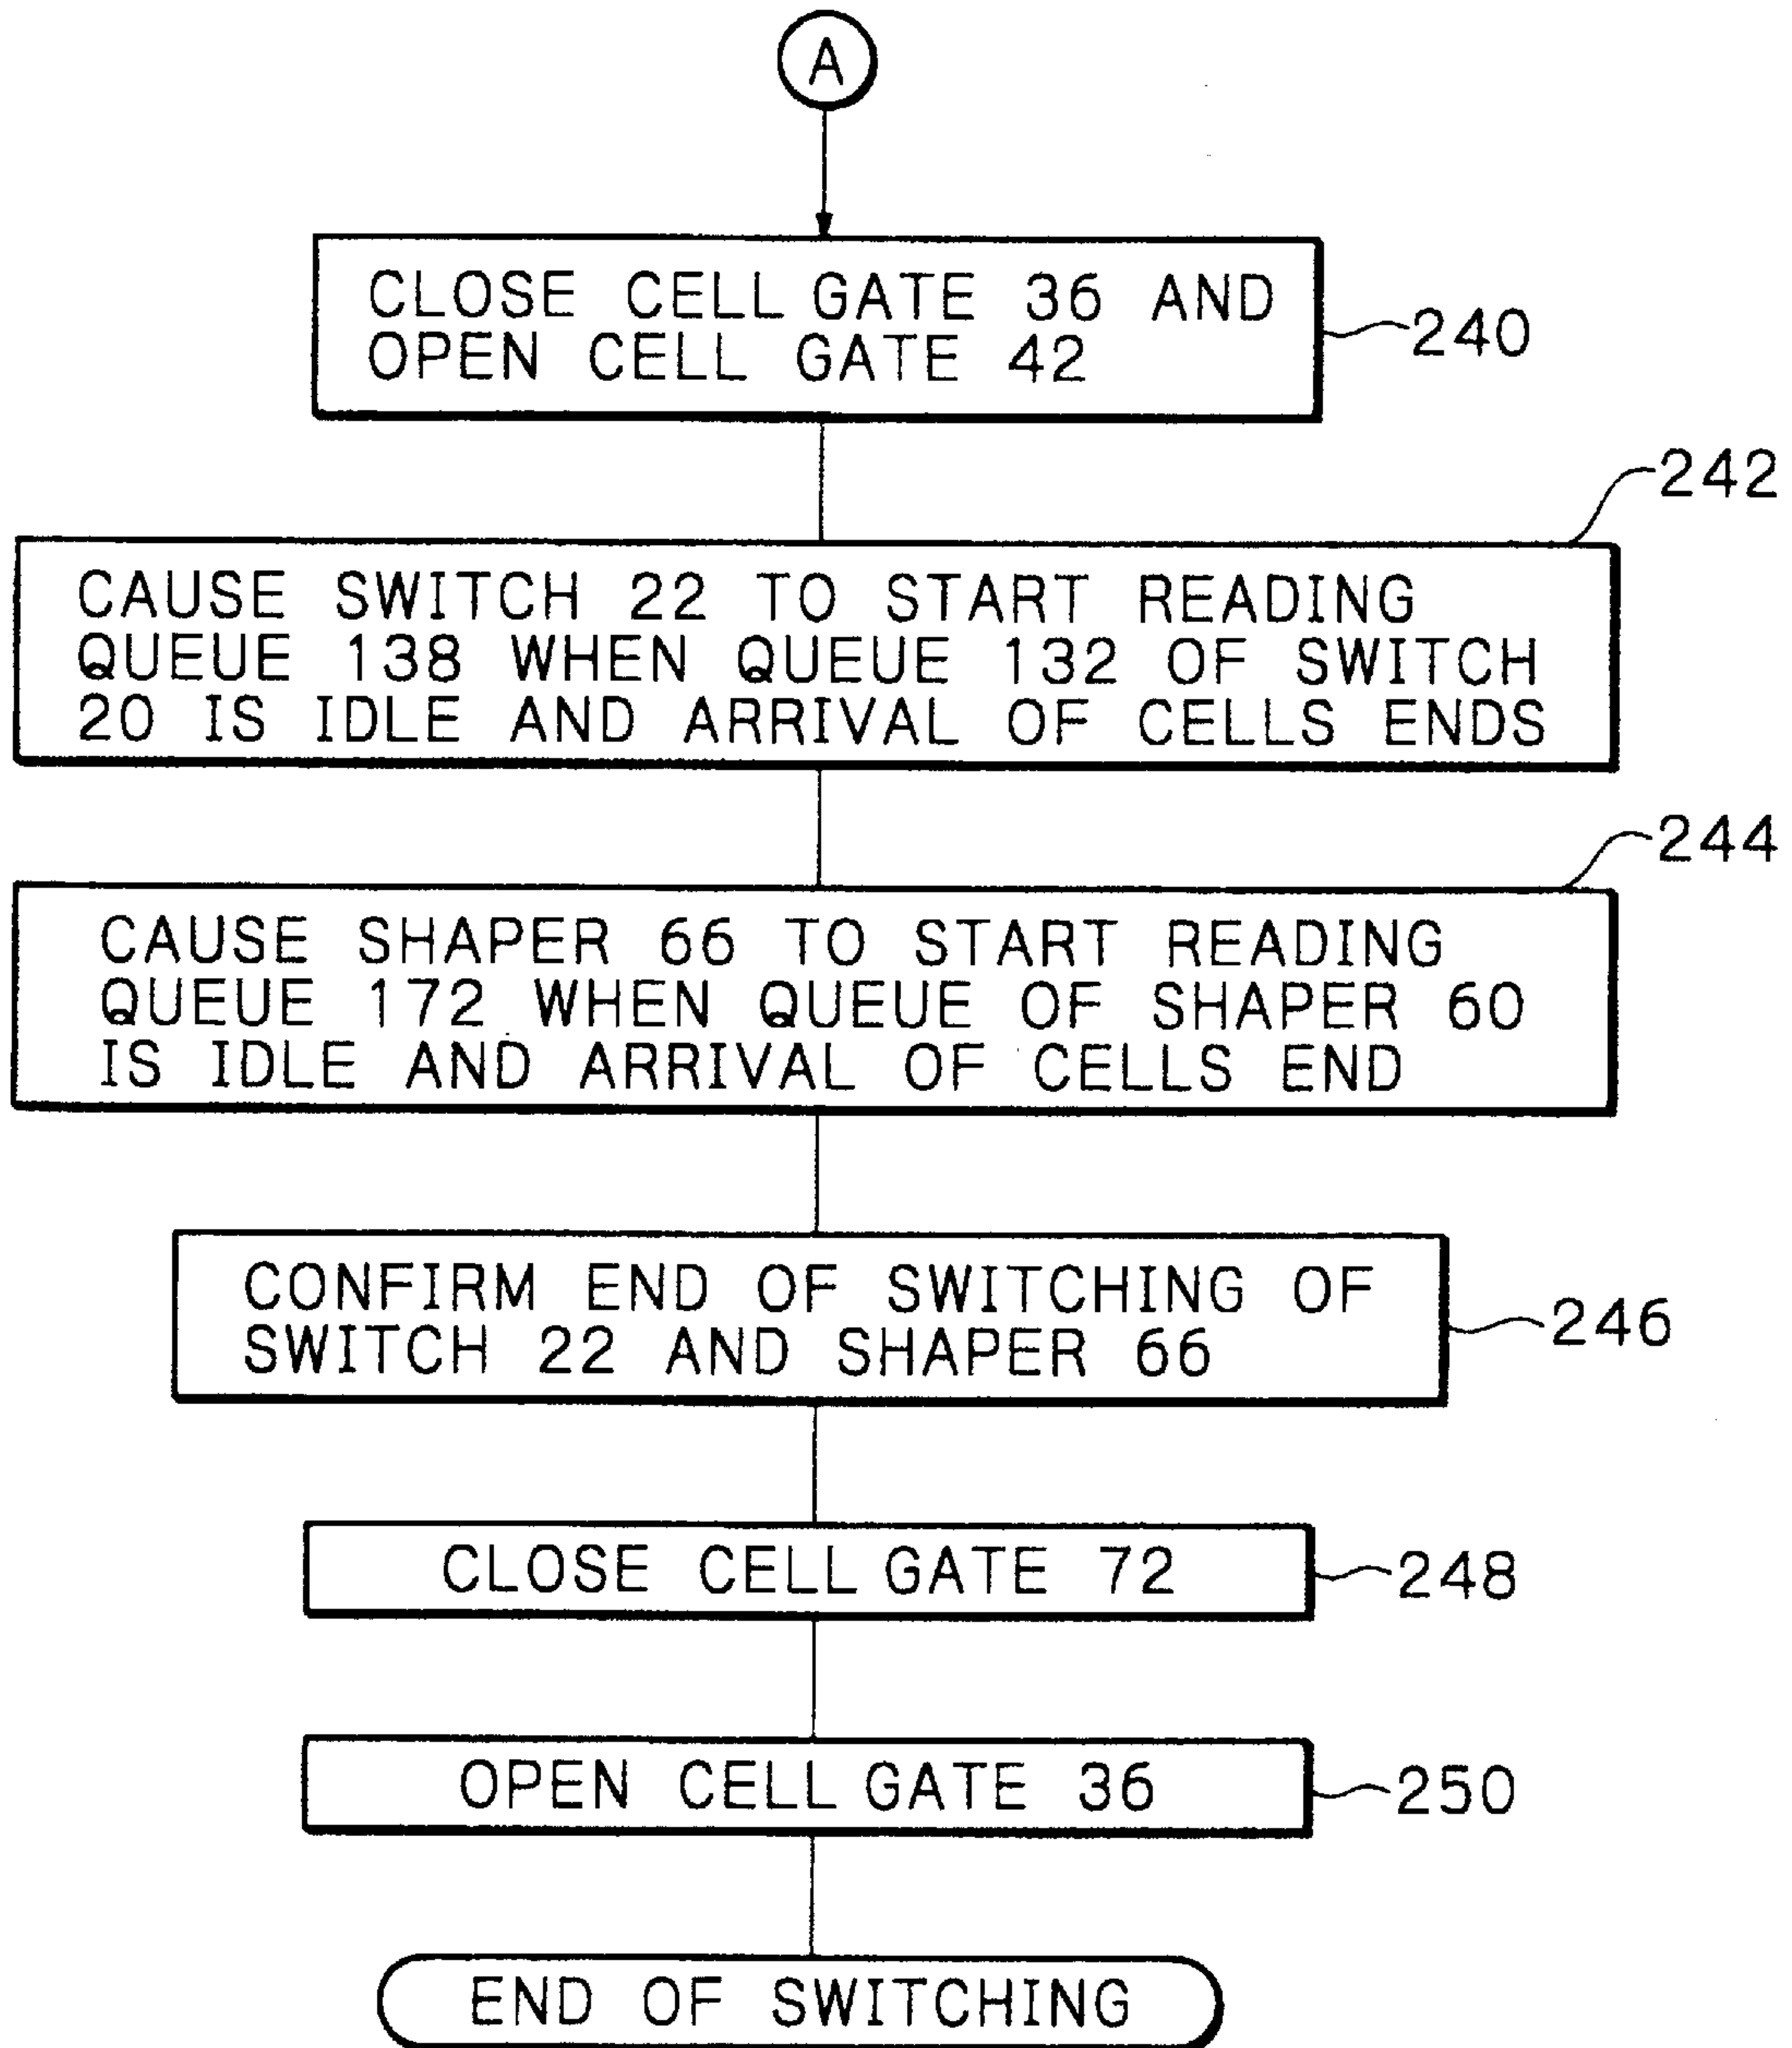 A
CLOSE CELL GATE 36 AND
OPEN CELL GATE 42
240
242
CAUSE SWITCH 22 TO START READING
QUEUE 138 WHEN QUEUE 132 OF SWITCH
20 IS IDLE AND ARRIVAL OF CELLS ENDS
244
CAUSE SHAPER 66 TO START READING
QUEUE 172 WHEN QUEUE OF SHAPER 60
IS IDLE AND ARRIVAL OF CELLS END
CONFIRM END OF SWITCHING OF
SWITCH 22 AND SHAPER 66
246
CLOSE CELL GATE 72
248
OPEN CELL GATE 36
250
END OF SWITCHING